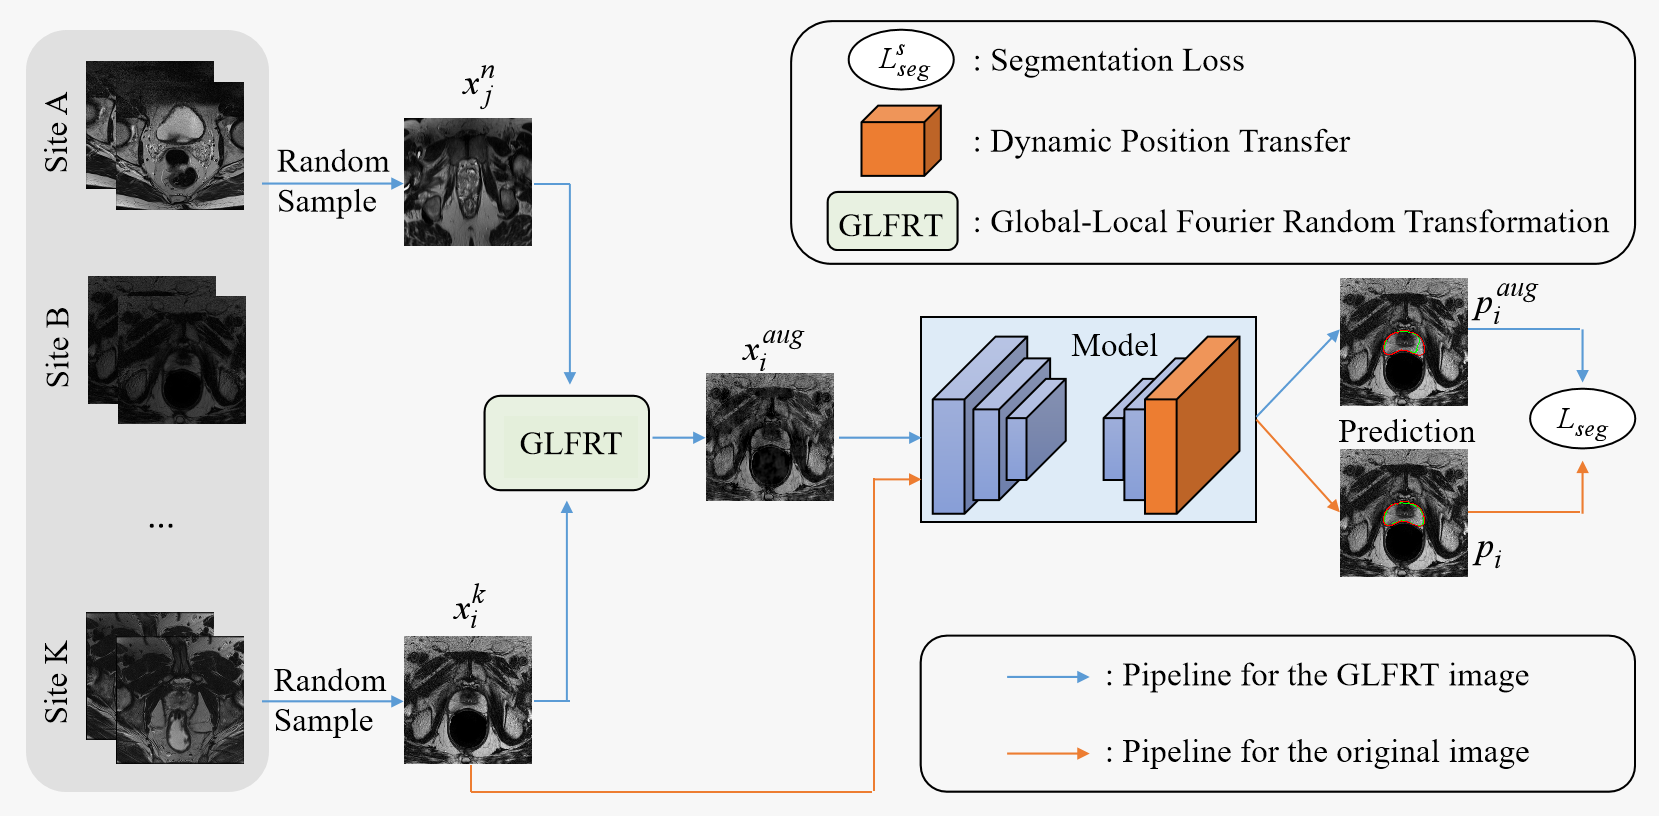 Site A
Site B
...
Site K
Random
Sample
x_j^n
Random
Sample
x_i^k
GLFRT
x_i^{aug}
Model
p_i^{aug}
Prediction
p_i
L_{seg}
L_{seg}^s : Segmentation Loss
: Dynamic Position Transfer
GLFRT : Global-Local Fourier Random Transformation
: Pipeline for the GLFRT image
: Pipeline for the original image